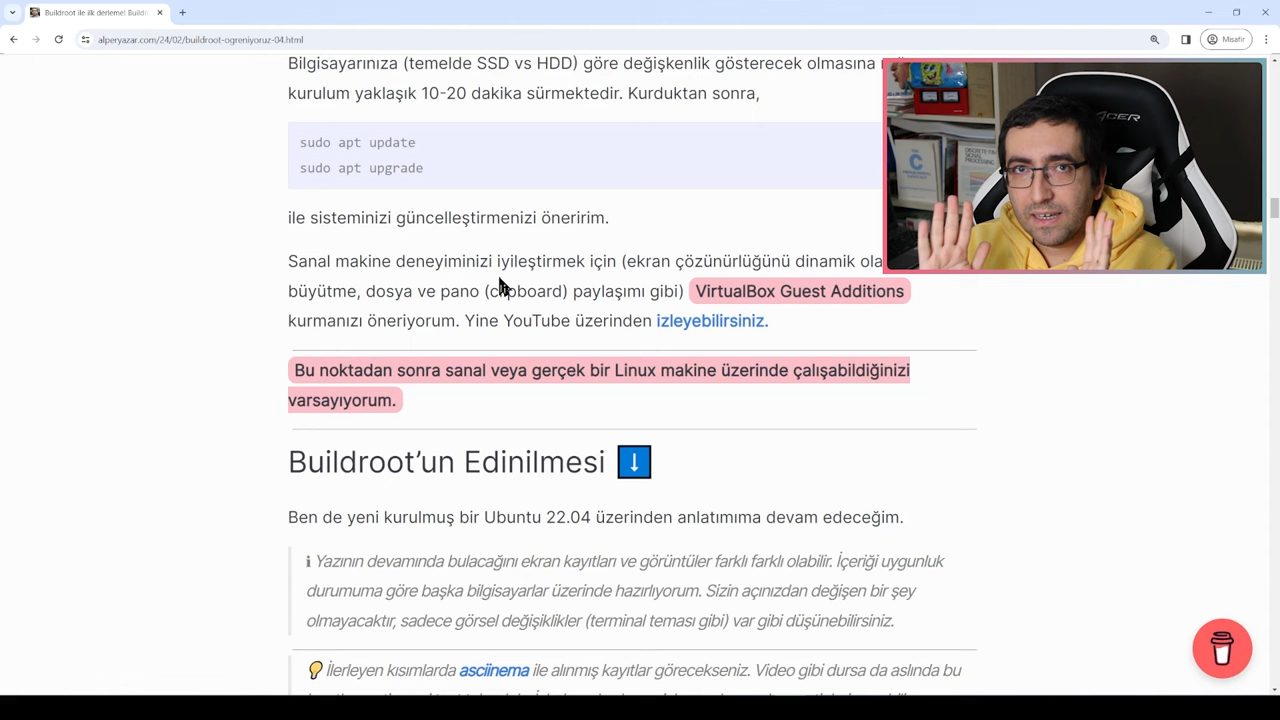 Buildroot ile ilk derleme! Buildr
Misafir
alperyazar.com/24/02/buildroot-ogreniyoruz-04.html
Bilgisayarınıza (temelde SSD vs HDD) göre değişkenlik gösterecek olmasına
kurulum yaklaşık 10-20 dakika sürmektedir. Kurduktan sonra,
sudo apt update
sudo apt upgrade
ACER
C
DISCRETE-TIME
SIGNAL
PROCESSING
ile sisteminizi güncelleştirmenizi öneririm.
Sanal makine deneyiminizi iyileştirmek için (ekran çözünürlüğünü dinamik ola
büyütme, dosya ve pano (clipboard) paylaşımı gibi) VirtualBox Guest Additions
kurmanızı öneriyorum. Yine YouTube üzerinden izleyebilirsiniz.
Bu noktadan sonra sanal veya gerçek bir Linux makine üzerinde çalışabildiğinizi
varsayıyorum.
Buildroot’un Edinilmesi
Ben de yeni kurulmuş bir Ubuntu 22.04 üzerinden anlatımıma devam edeceğim.
ℹ Yazının devamında bulacağını ekran kayıtları ve görüntüler farklı farklı olabilir. İçeriği uygunluk
durumuma göre başka bilgisayarlar üzerinde hazırlıyorum. Sizin açınızdan değişen bir şey
olmayacaktır, sadece görsel değişiklikler (terminal teması gibi) var gibi düşünebilirsiniz.
İlerleyen kısımlarda asciinema ile alınmış kayıtlar göreceksiniz. Video gibi dursa da aslında bu